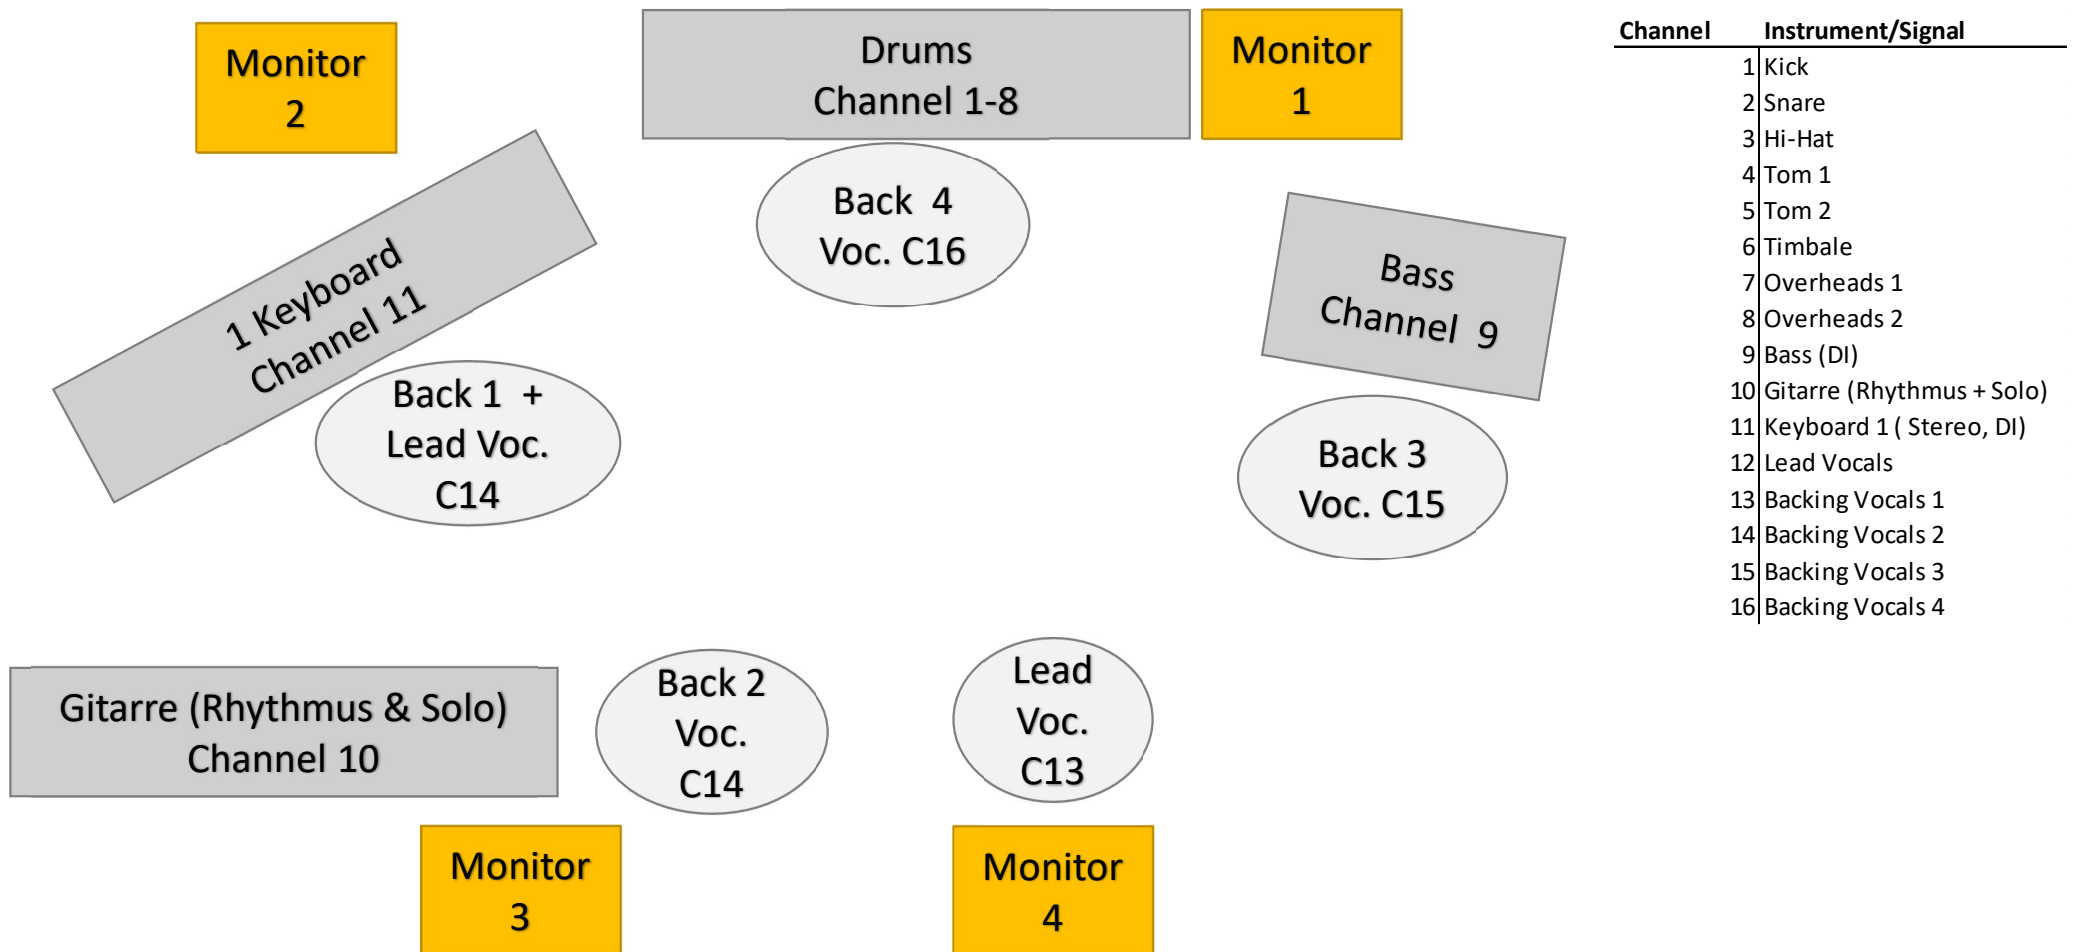 Monitor
2
Drums
Channel 1-8
Monitor
1
Back 4
Voc. C16
1 Keyboard
Channel 11
Bass
Channel 9
Back 1 +
Lead Voc.
C14
Back 3
Voc. C15
Gitarre (Rhythmus & Solo)
Channel 10
Back 2
Voc.
C14
Lead
Voc.
C13
Monitor
3
Monitor
4
Channel Instrument/Signal
1 Kick
2 Snare
3 Hi-Hat
4 Tom 1
5 Tom 2
6 Timbale
7 Overheads 1
8 Overheads 2
9 Bass (DI)
10 Gitarre (Rhythmus + Solo)
11 Keyboard 1 ( Stereo, DI)
12 Lead Vocals
13 Backing Vocals 1
14 Backing Vocals 2
15 Backing Vocals 3
16 Backing Vocals 4